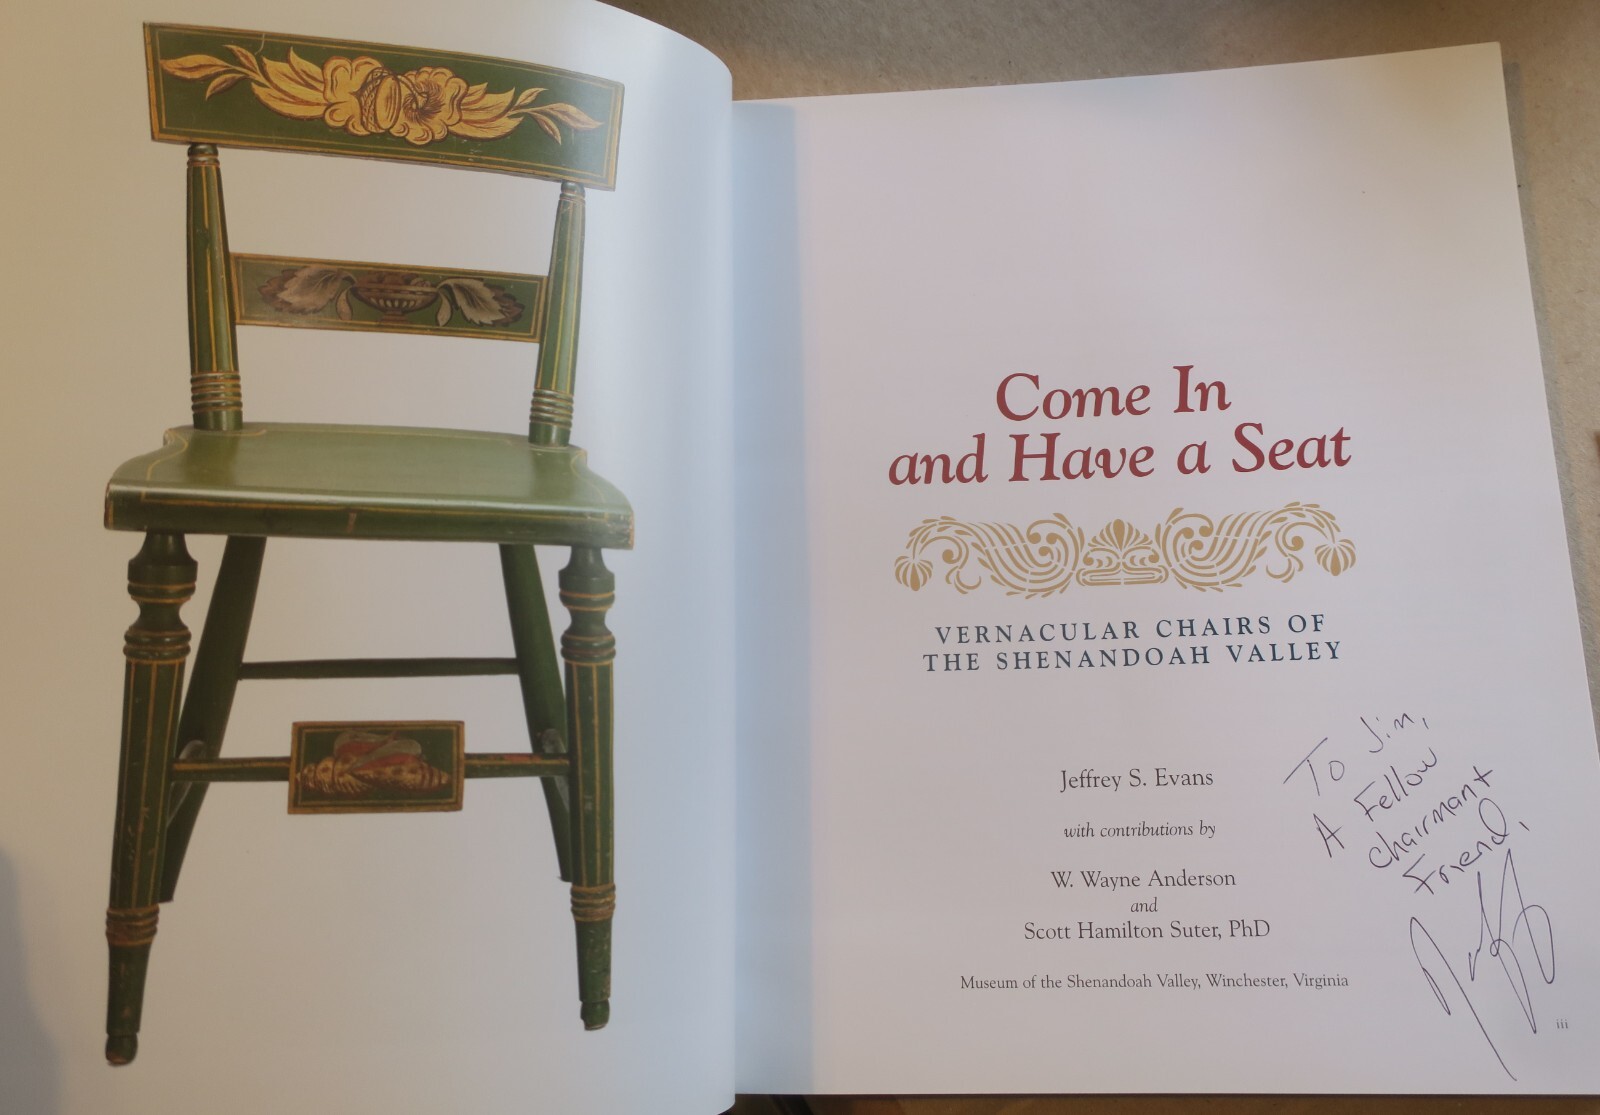 Come In
and Have a Seat
VERNACULAR CHAIRS OF
THE SHENANDOAH VALLEY
Jeffrey S. Evans
with contributions by
W. Wayne Anderson
and
Scott Hamilton Suter, PhD
Museum of the Shenandoah Valley, Winchester, Virginia
To Jim,
A Fellow
chairman +
Friend,
iii